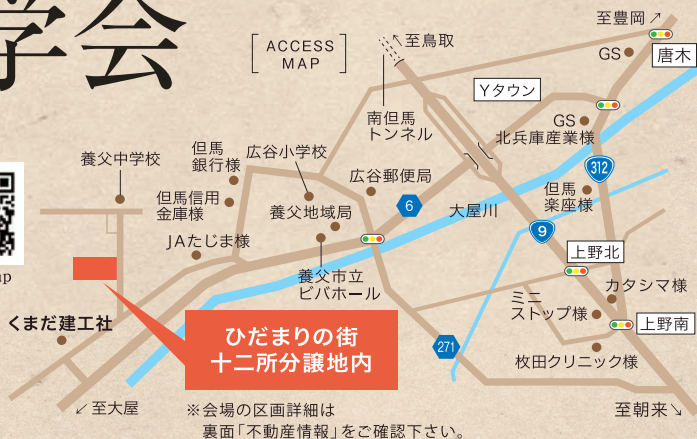 学会
ACCESS
MAP
↖至鳥取
至豊岡↗
GS
唐木
Yタウン
GS
北兵庫産業様
南但馬
トンネル
312
但馬
楽座様
養父中学校
但馬
銀行様
広谷小学校
広谷郵便局
但馬信用
金庫様
養父地域局
6
大屋川
9
JAたじま様
上野北
養父市立
ビバホール
カタシマ様
ミニ
ストップ様
上野南
くまだ建工社
ひだまりの街
十二所分譲地内
271
枚田クリニック様
↙至大屋
至朝来↘
※会場の区画詳細は
裏面「不動産情報」をご確認下さい。